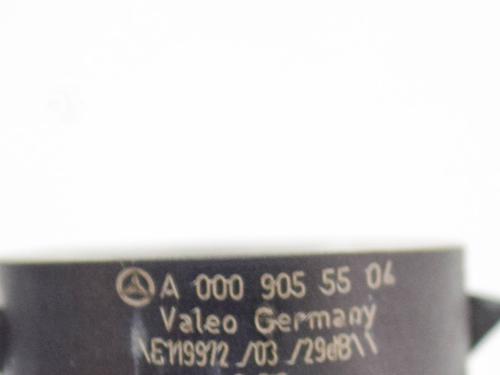 A 000 905 55 04
Valeo Germany
\E119972 /03 /29dB\\